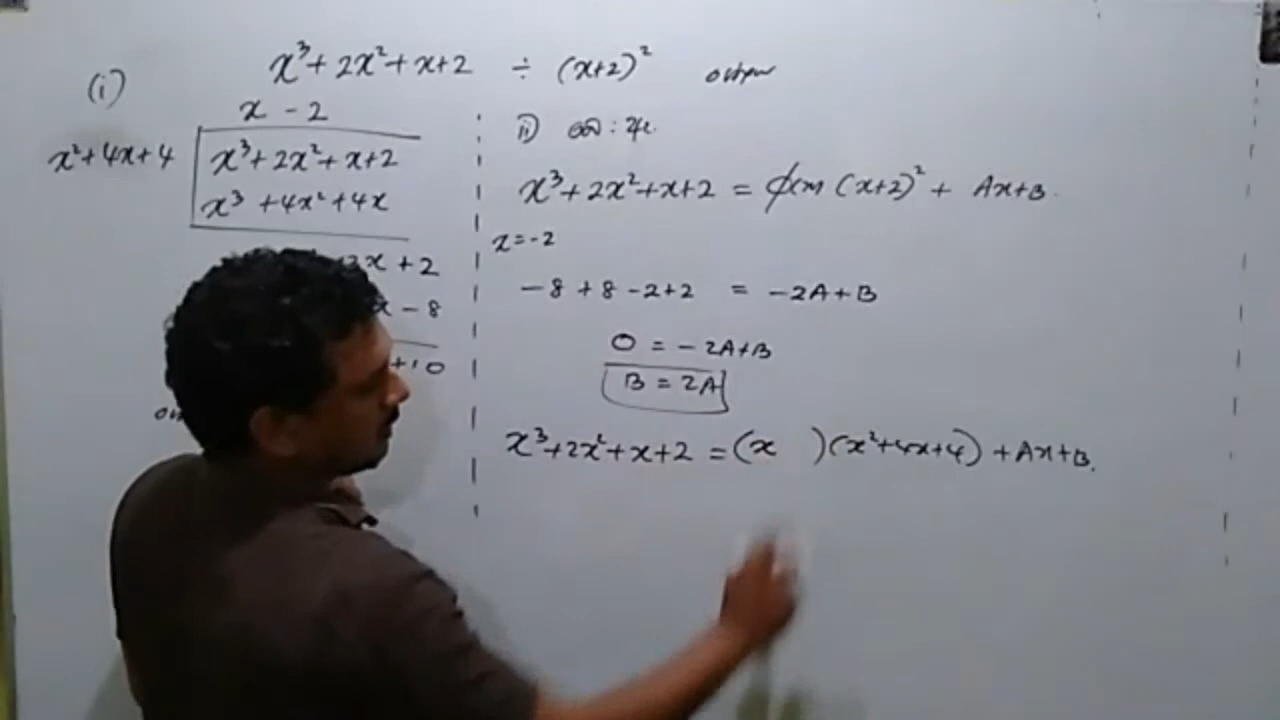 (i) x³ + 2x² + x + 2 ÷ (x+2)²
x - 2
x² + 4x + 4 x³ + 2x² + x + 2
x³ + 4x² + 4x
x + 2
x - 8
+10
ii)
x³ + 2x² + x + 2 = (x+2)² + Ax + B
x = -2
-8 + 8 - 2 + 2 = -2A + B
0 = -2A + B
B = 2A
x³ + 2x² + x + 2 = (x )(x² + 4x + 4) + Ax + B